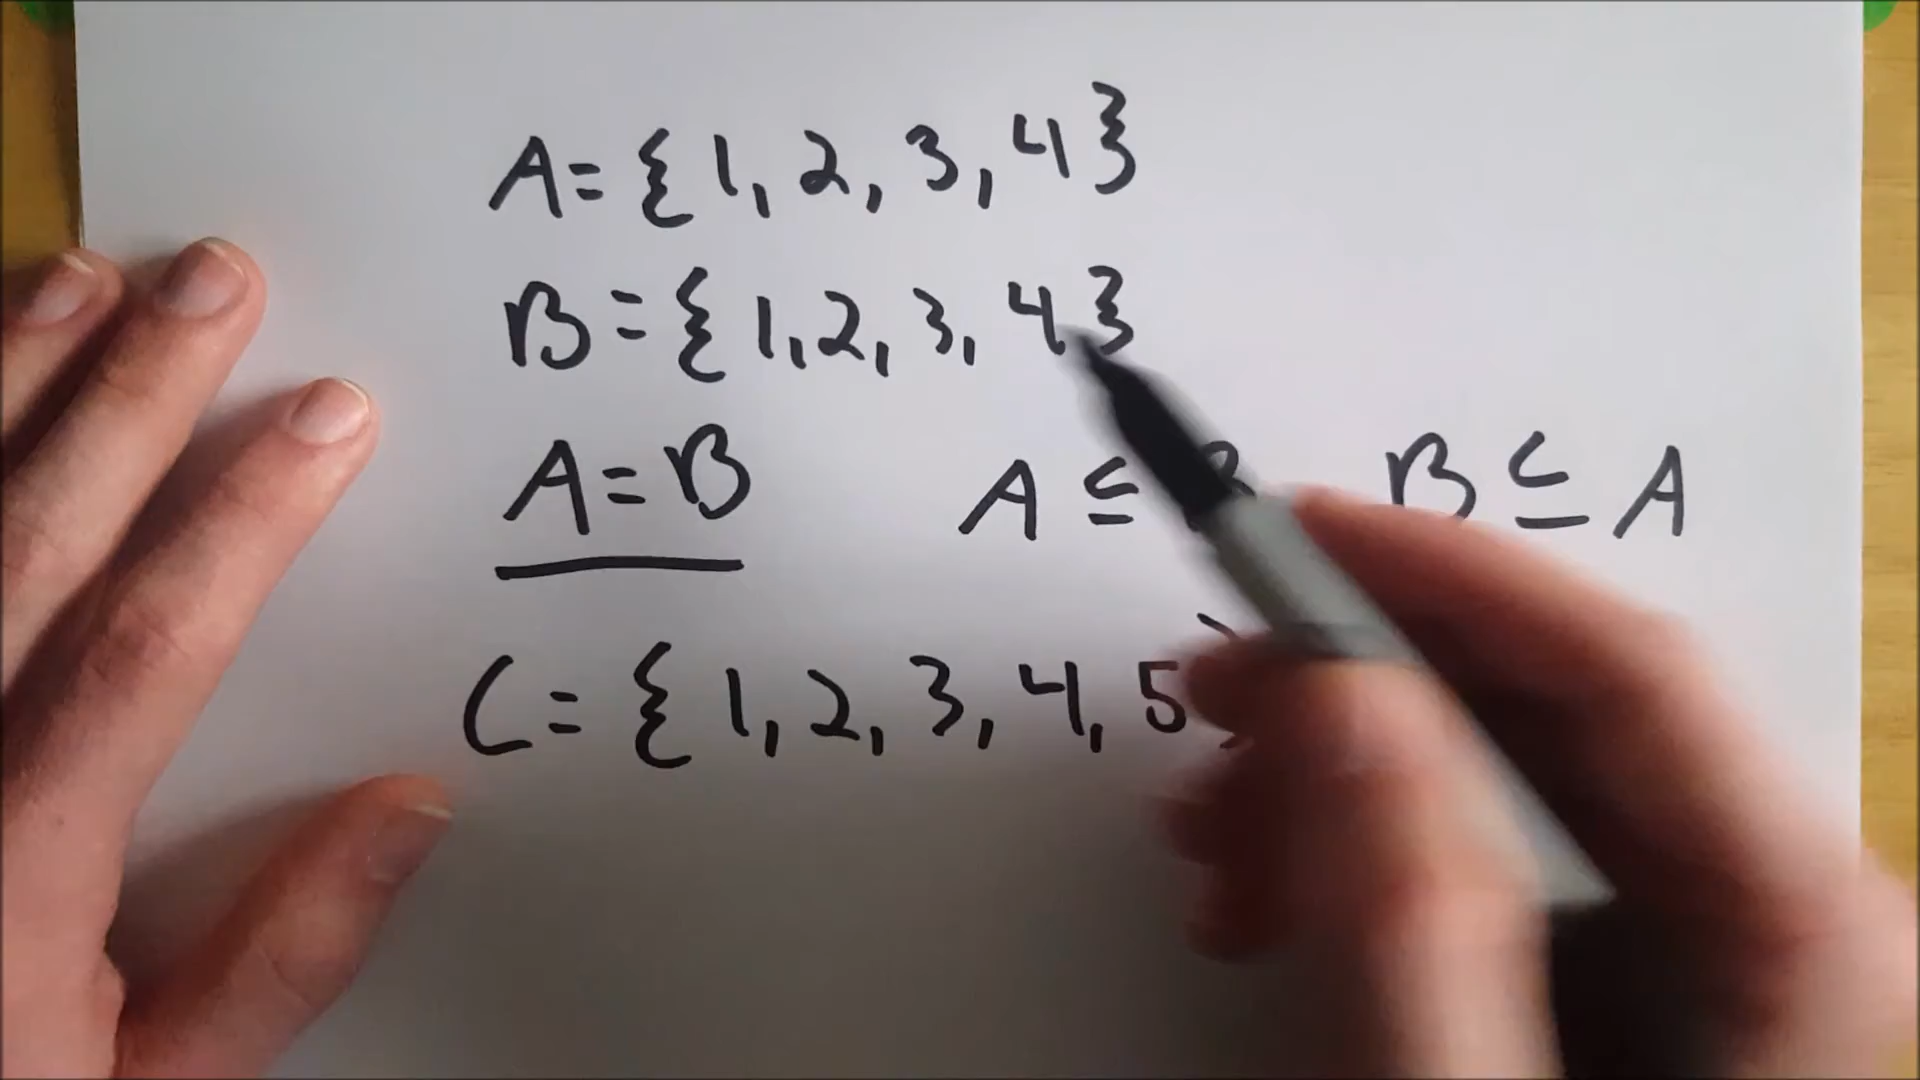 A={1, 2, 3, 4}
B={1, 2, 3, 4}
A=B A ⊆ B B ⊆ A
C={1, 2, 3, 4, 5}